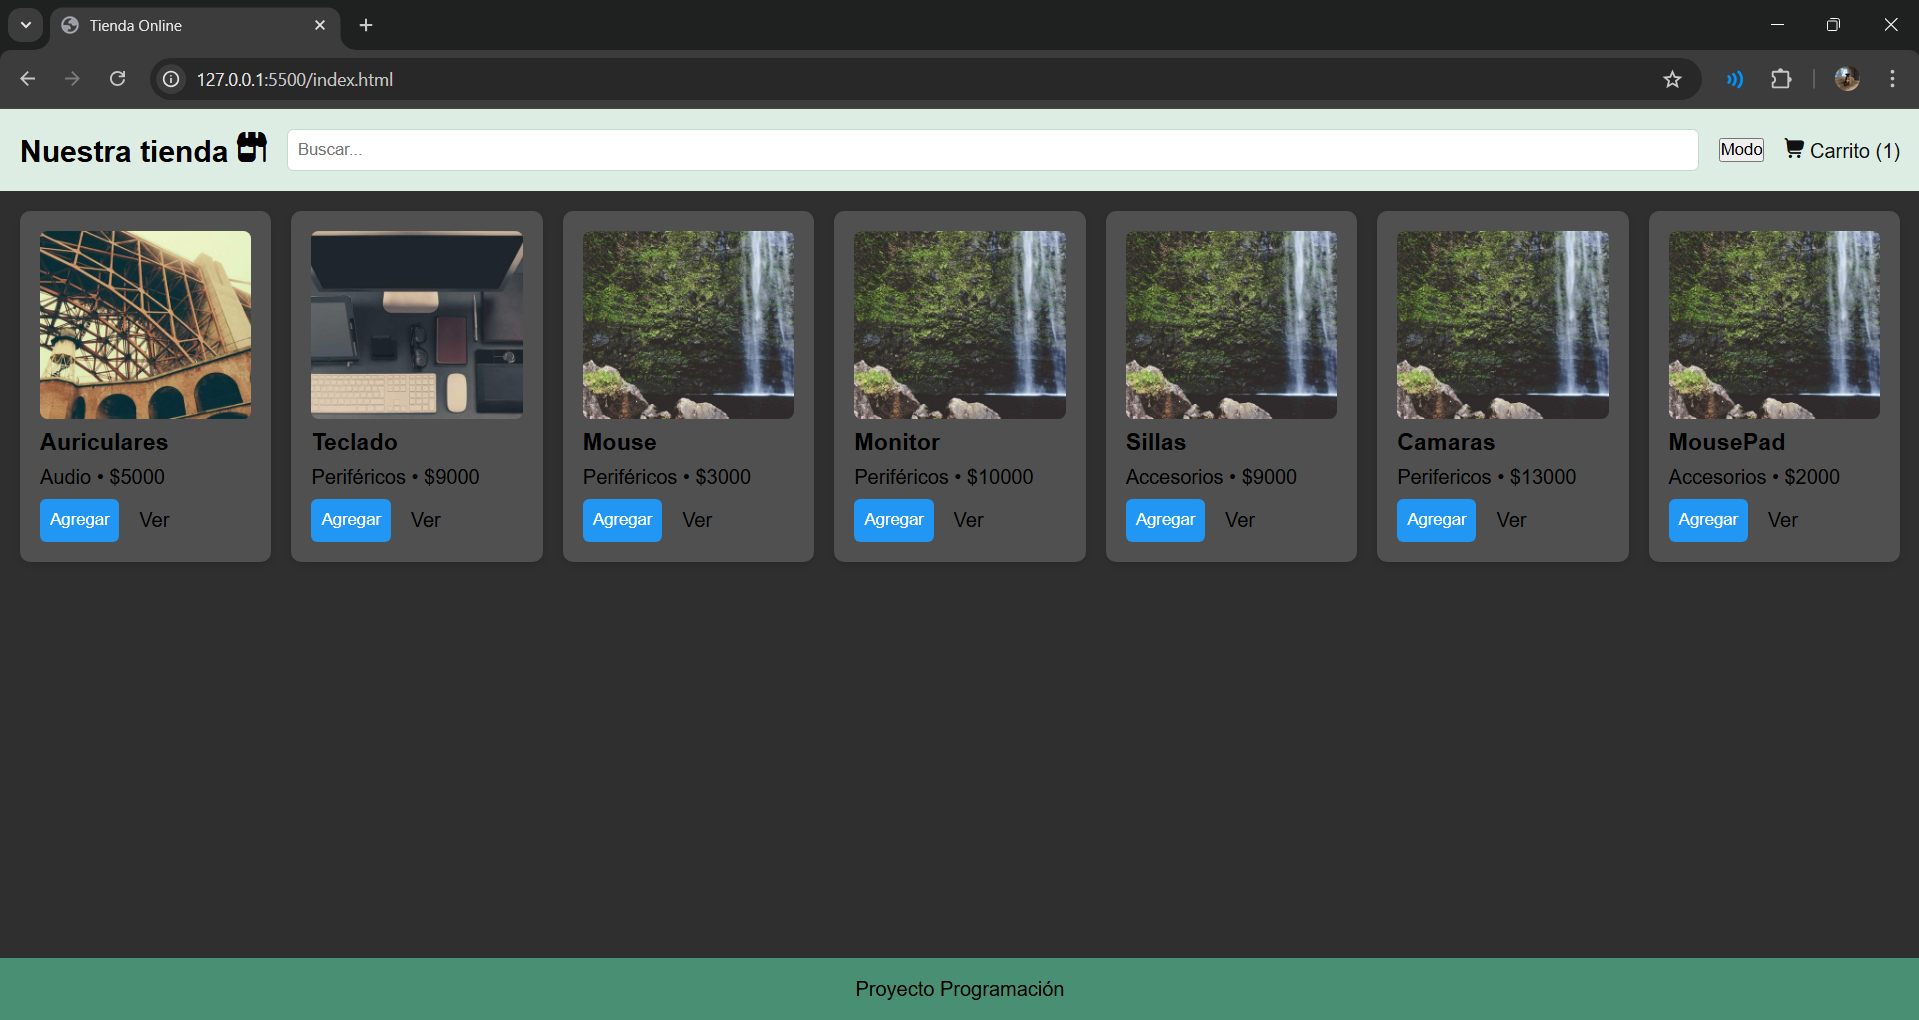 Tienda Online
127.0.0.1:5500/index.html
Nuestra tienda
Buscar...
Modo
Carrito (1)
Auriculares
Audio • $5000
Agregar Ver
Teclado
Periféricos • $9000
Agregar Ver
Mouse
Periféricos • $3000
Agregar Ver
Monitor
Periféricos • $10000
Agregar Ver
Sillas
Accesorios • $9000
Agregar Ver
Camaras
Perifericos • $13000
Agregar Ver
MousePad
Accesorios • $2000
Agregar Ver
Proyecto Programación